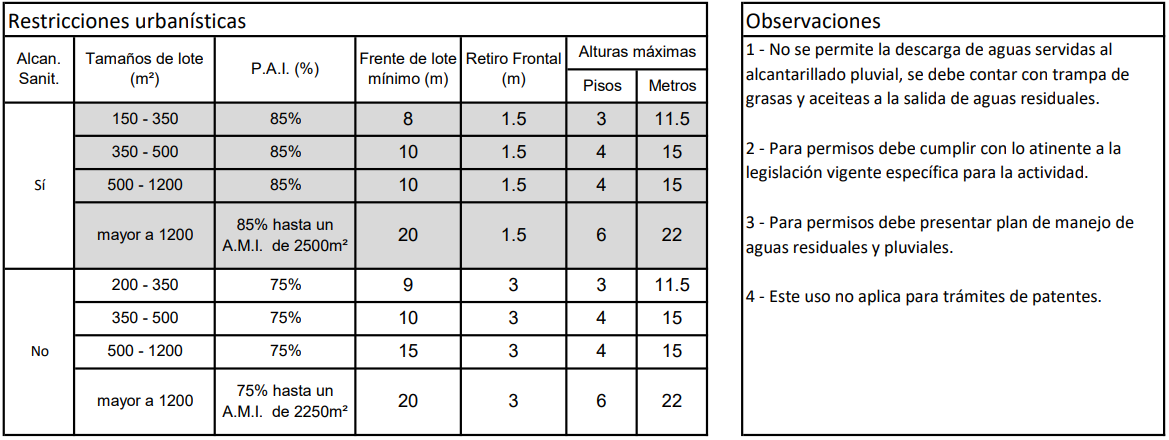 Restricciones urbanísticas
Alcan.
Sanit.
Tamaños de lote
(m²)
P.A.I. (%)
Frente de lote
mínimo (m)
Retiro Frontal
(m)
Alturas máximas
Pisos
Metros
Sí
150 - 350
85%
8
1.5
3
11.5
350 - 500
85%
10
1.5
4
15
500 - 1200
85%
10
1.5
4
15
mayor a 1200
85% hasta un
A.M.I. de 2500m²
20
1.5
6
22
No
200 - 350
75%
9
3
3
11.5
350 - 500
75%
10
3
4
15
500 - 1200
75%
15
3
4
15
mayor a 1200
75% hasta un
A.M.I. de 2250m²
20
3
6
22
Observaciones
1 - No se permite la descarga de aguas servidas al
alcantarillado pluvial, se debe contar con trampa de
grasas y aceiteas a la salida de aguas residuales.
2 - Para permisos debe cumplir con lo atinente a la
legislación vigente específica para la actividad.
3 - Para permisos debe presentar plan de manejo de
aguas residuales y pluviales.
4 - Este uso no aplica para trámites de patentes.